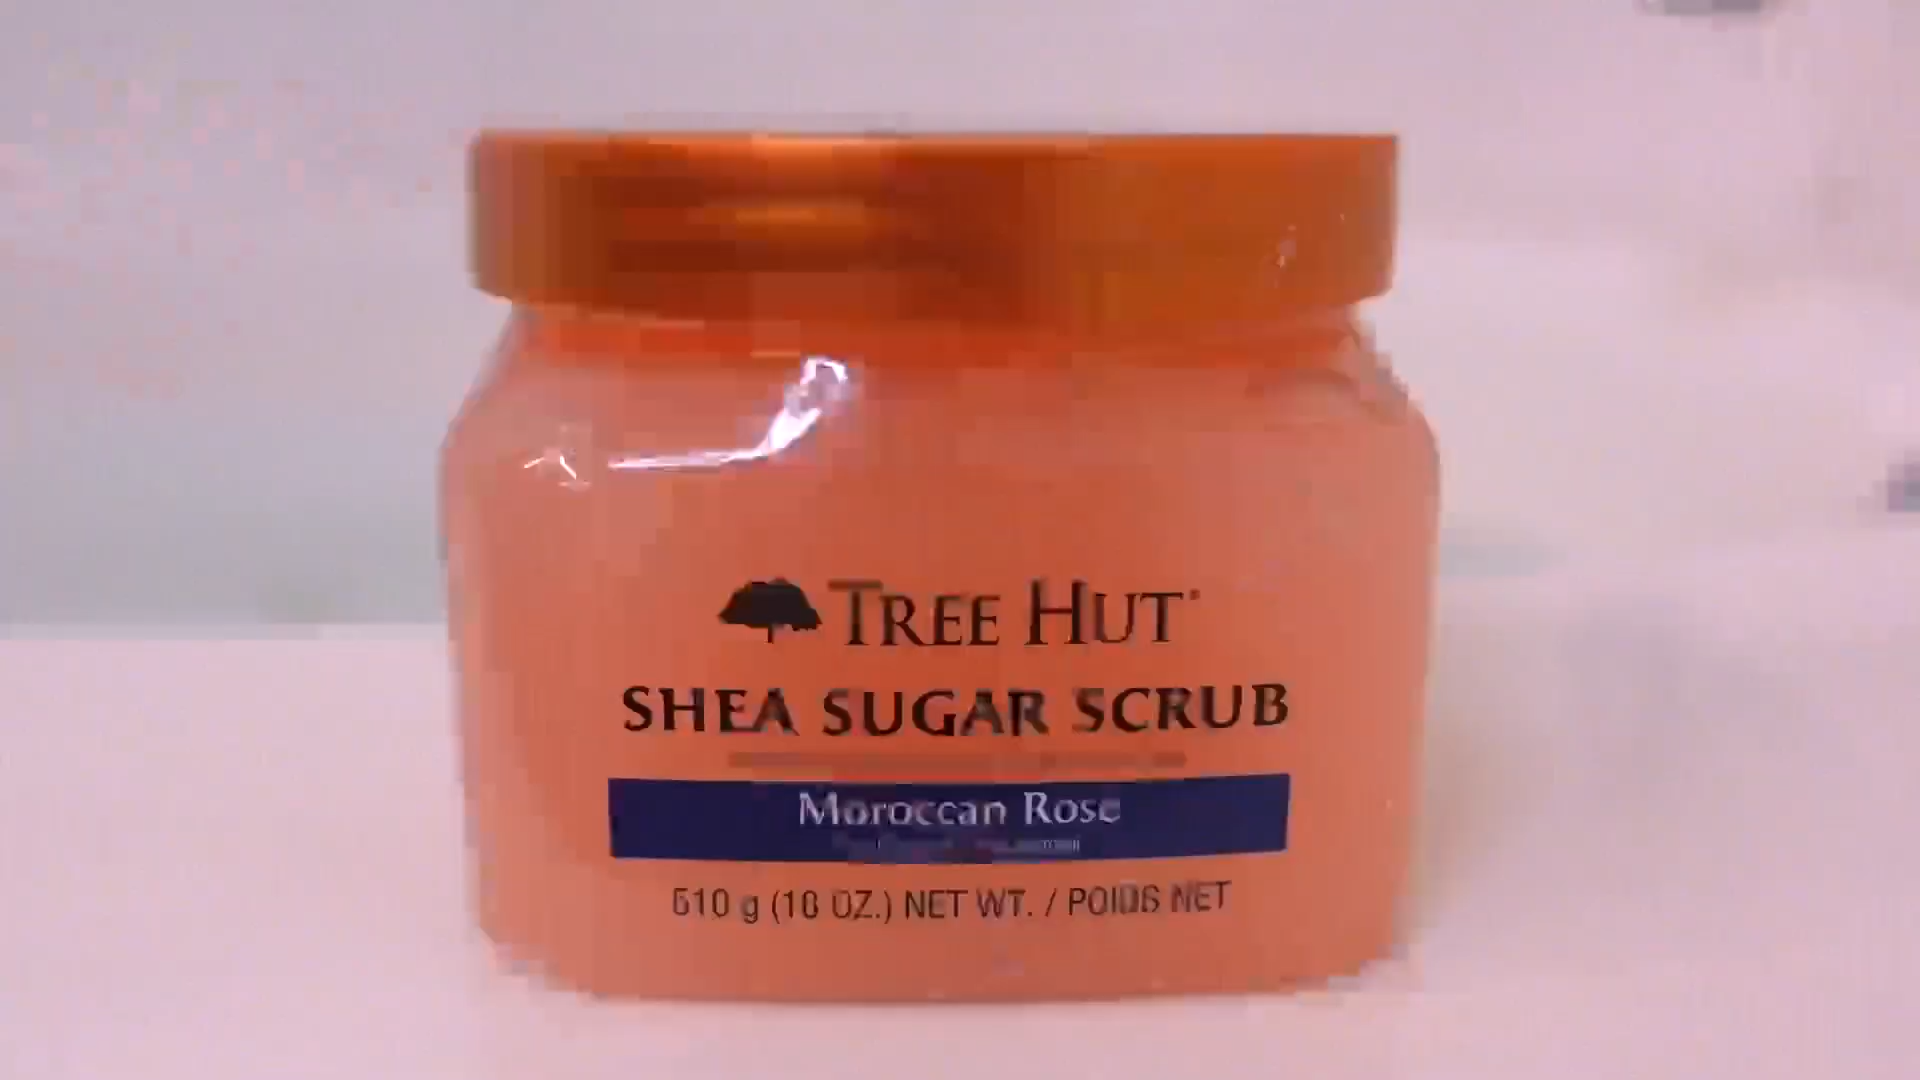 TREE HUT
SHEA SUGAR SCRUB
Moroccan Rose
510 g (18 OZ.) NET WT. / POIDS NET